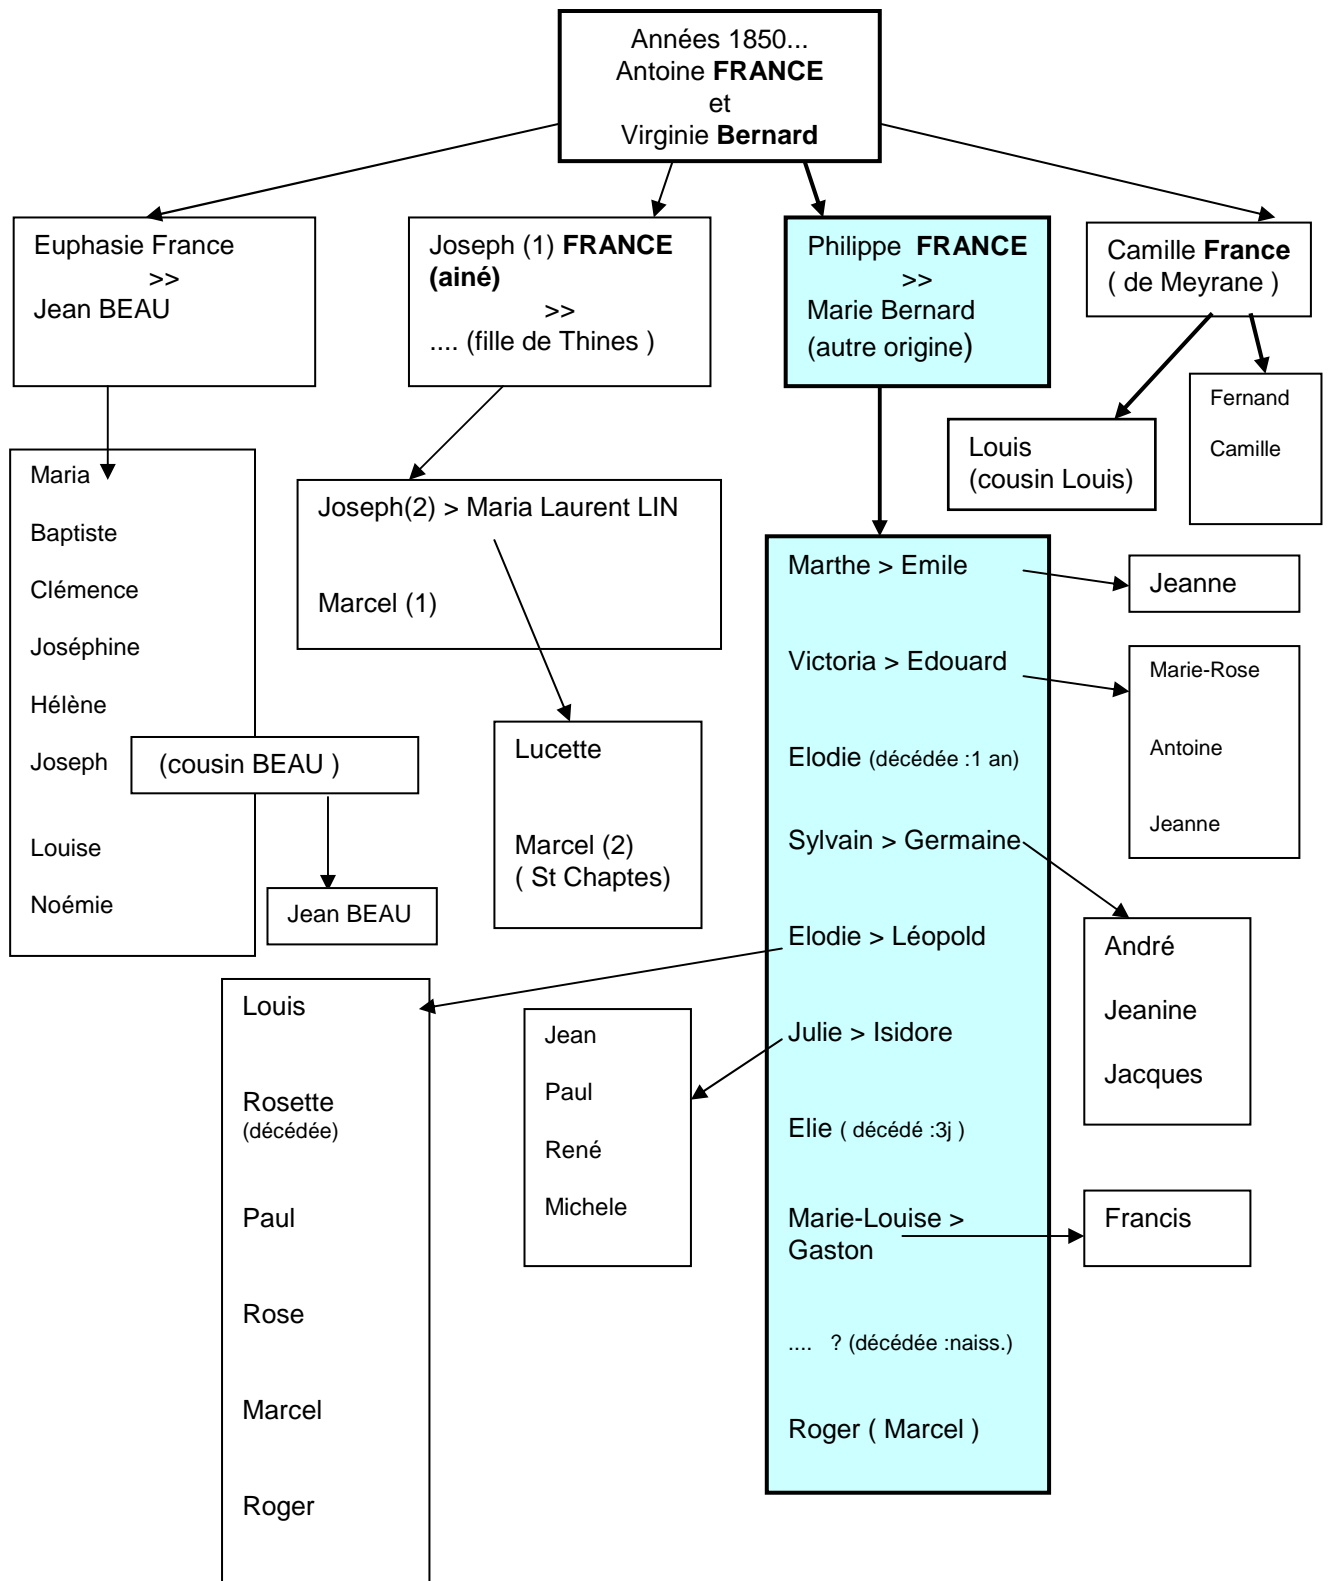 Années 1850...
Antoine FRANCE
et
Virginie Bernard
Euphasie France
>>
Jean BEAU
Joseph (1) FRANCE
(ainé)
>>
.... (fille de Thines )
Philippe FRANCE
>>
Marie Bernard
(autre origine)
Camille France
( de Meyrane )
Louis
(cousin Louis)
Fernand
Camille
Maria
Baptiste
Clémence
Joséphine
Hélène
Joseph
(cousin BEAU )
Louise
Noémie
Jean BEAU
Joseph(2) > Maria Laurent LIN
Marcel (1)
Lucette
Marcel (2)
( St Chaptes)
Marthe > Emile
Victoria > Edouard
Elodie (décédée :1 an)
Sylvain > Germaine
Elodie > Léopold
Julie > Isidore
Elie ( décédé :3j )
Marie-Louise >
Gaston
.... ? (décédée :naiss.)
Roger ( Marcel )
Jeanne
Marie-Rose
Antoine
Jeanne
André
Jeanine
Jacques
Francis
Louis
Rosette
(décédée)
Paul
Rose
Marcel
Roger
Jean
Paul
René
Michele